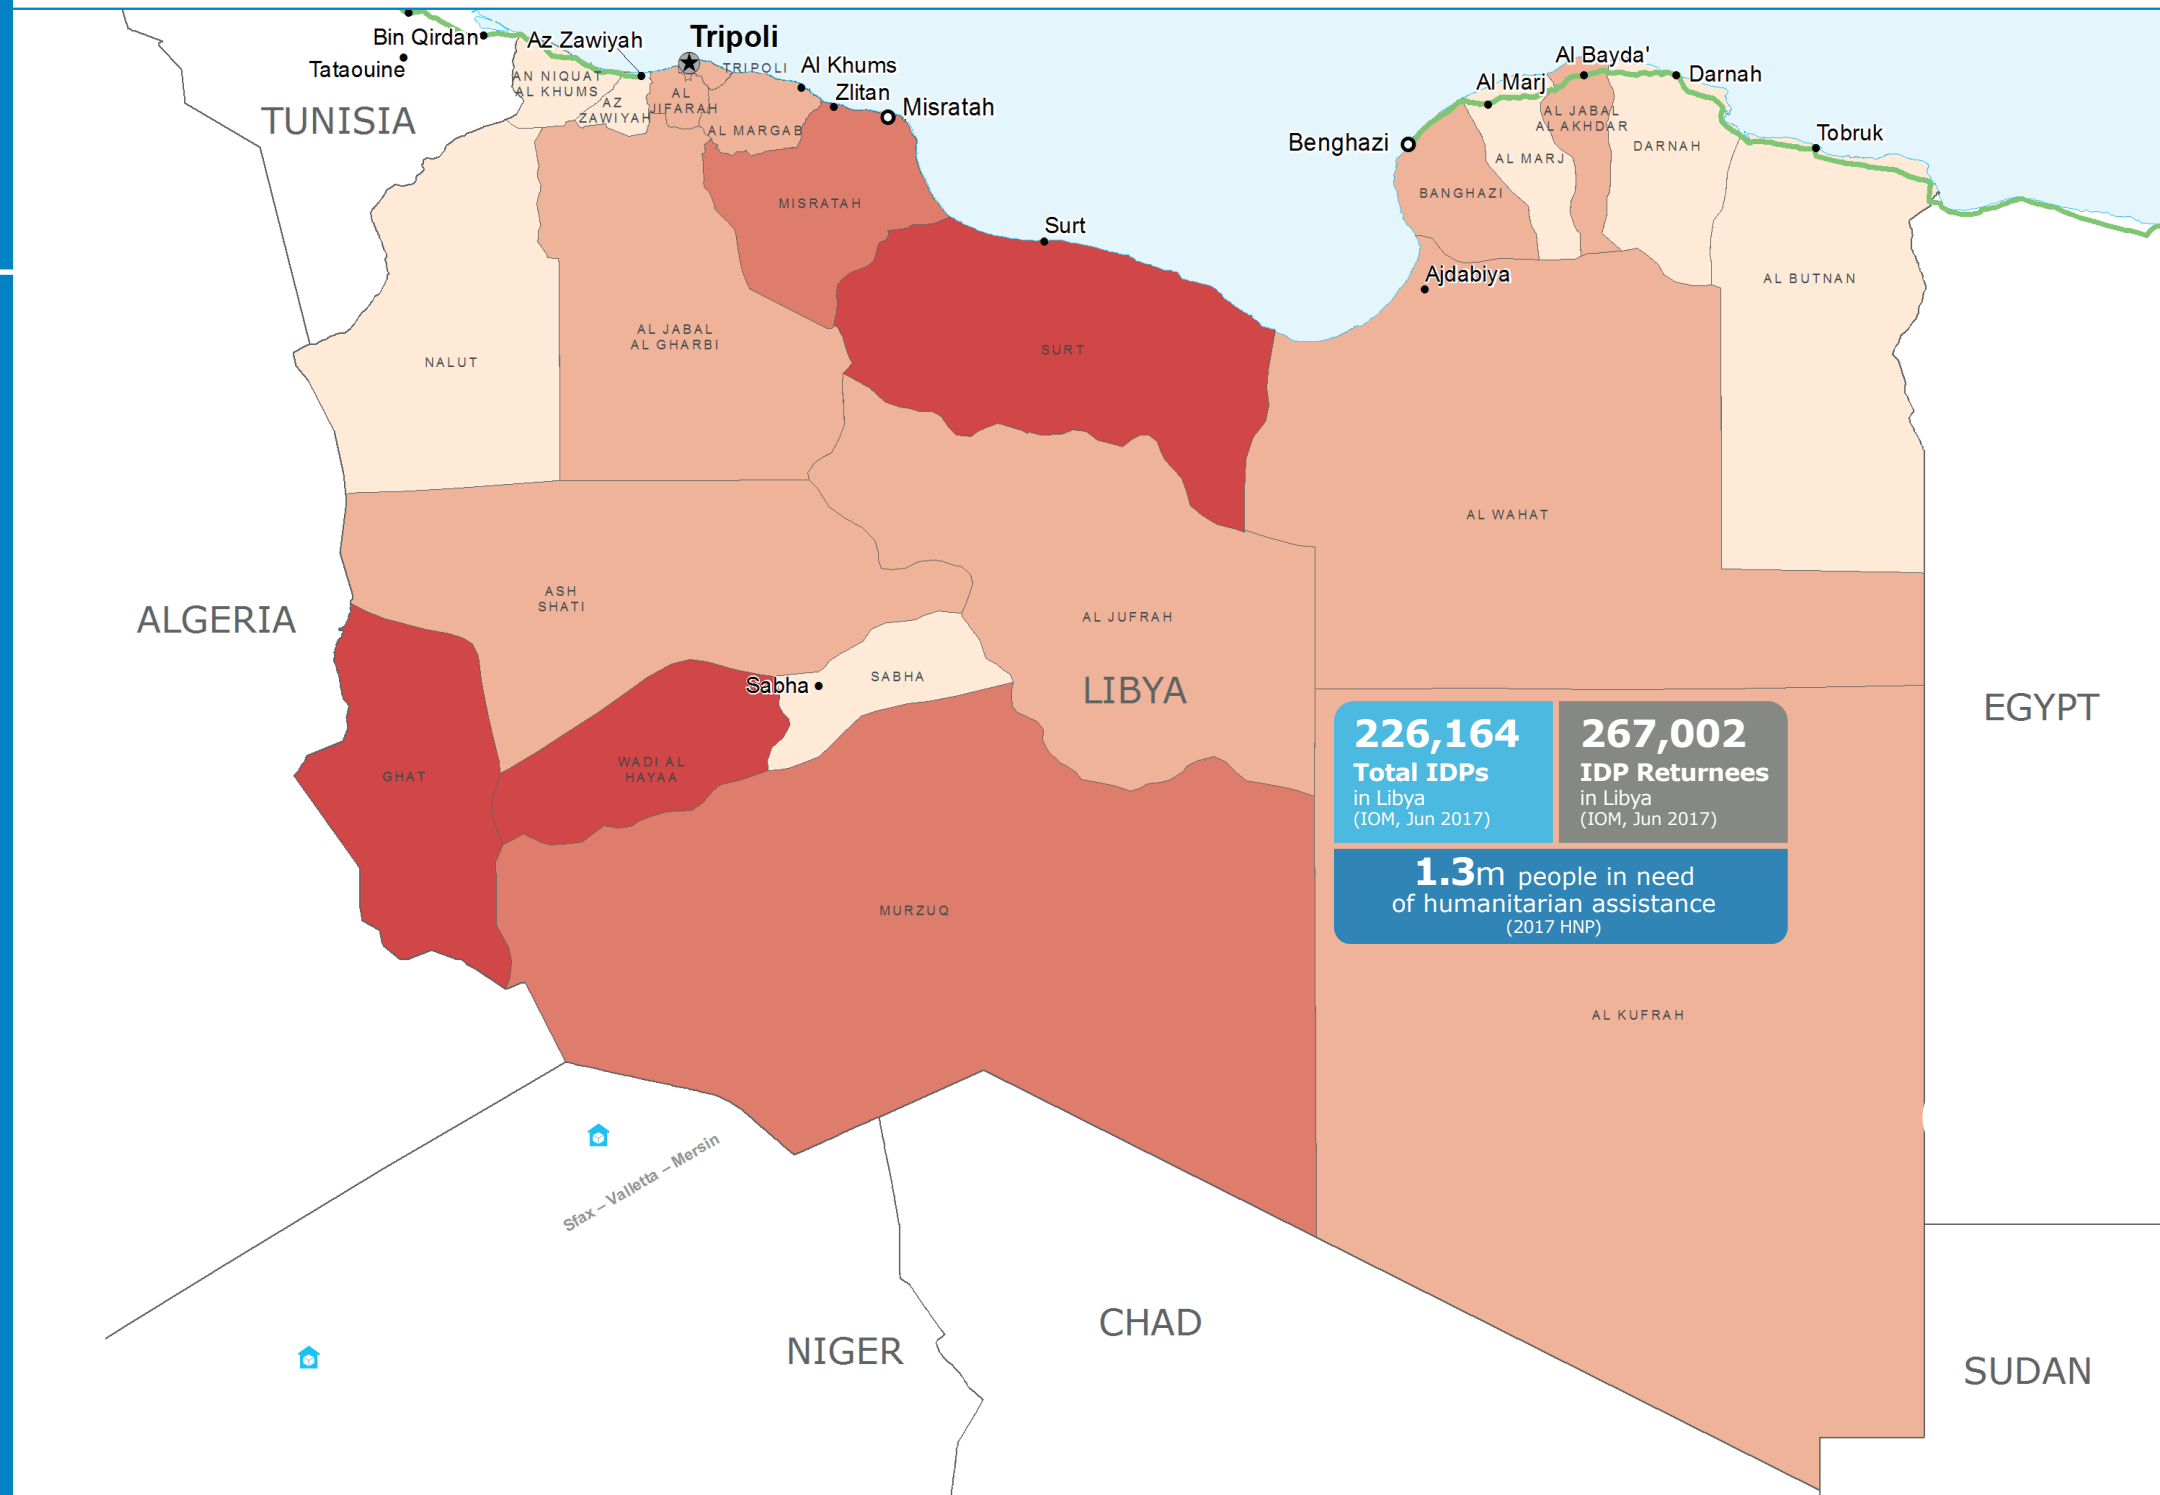 Tripoli
Bin Qirdan
Az Zawiyah
Tataouine
TUNISIA
AN NIQUAT
AL KHUMS
AZ
ZAWIYAH
AL
JIFARAH
TRIPOLI
Al Khums
Zlitan
Misratah
AL MARGAB
MISRATAH
Surt
Al Bayda'
Al Marj
Darnah
Tobruk
Benghazi
AL JABAL
AL AKHDAR
AL MARJ
DARNAH
BANGHAZI
Ajdabiya
AL BUTNAN
NALUT
AL JABAL
AL GHARBI
SURT
AL WAHAT
ALGERIA
ASH
SHATI
AL JUFRAH
LIBYA
Sabha
SABHA
EGYPT
GHAT
WADI AL
HAYAA
226,164
Total IDPs
in Libya
(IOM, Jun 2017)
267,002
IDP Returnees
in Libya
(IOM, Jun 2017)
1.3m people in need
of humanitarian assistance
(2017 HNP)
MURZUQ
AL KUFRAH
Sfax – Valletta – Mersin
NIGER
CHAD
SUDAN